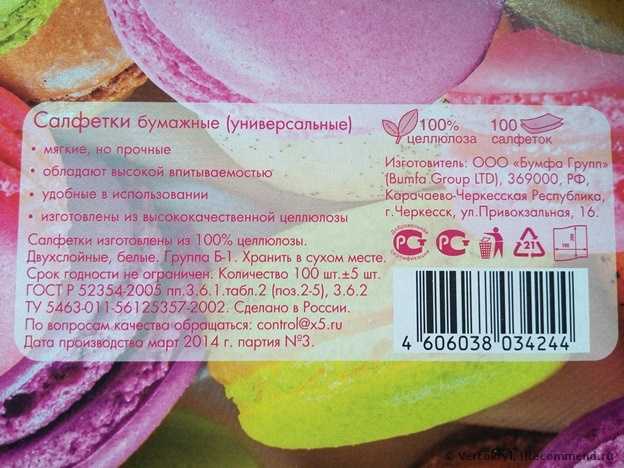 Салфетки бумажные (универсальные)
• мягкие, но прочные
• обладают высокой впитываемостью
• удобные в использовании
• изготовлены из высококачественной целлюлозы
Салфетки изготовлены из 100% целлюлозы.
Двухслойные, белые. Группа Б-1. Хранить в сухом месте.
Срок годности не ограничен. Количество 100 шт.±5 шт.
ГОСТ Р 52354-2005 пп.3.6.1.табл.2 (поз.2-5), 3.6.2
ТУ 5463-011-56125357-2002. Сделано в России.
По вопросам качества обращаться: control@x5.ru
Дата производства март 2014 г. партия №3.
100% 100
целлюлоза салфеток
Изготовитель: ООО «Бумфа Групп»
(Bumfa Group LTD), 369000, РФ,
Карачаево-Черкесская Республика,
г.Черкесск, ул.Привокзальная, 16.
Добровольная
сертификация
21
4 606038 034244
© Vertokryl, IRecommend.ru